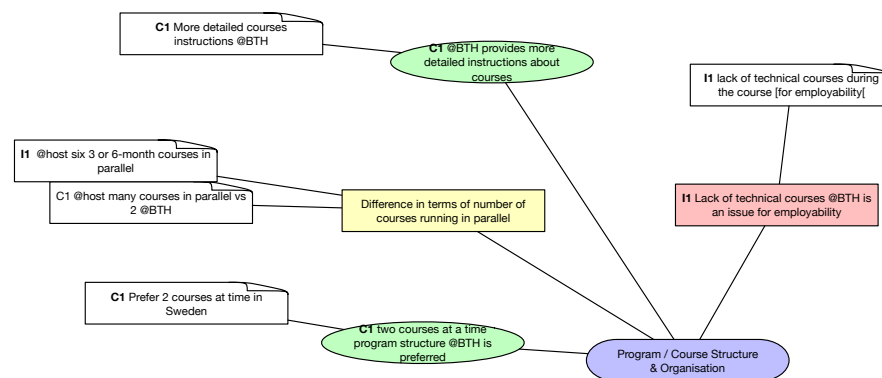 C1 More detailed courses
instructions @BTH
C1 @BTH provides more
detailed instructions about
courses
I1 lack of technical courses during
the course [for employability[
I1 @host six 3 or 6-month courses in
parallel
C1 @host many courses in parallel vs
2 @BTH
Difference in terms of number of
courses running in parallel
I1 Lack of technical courses @BTH is
an issue for employability
C1 Prefer 2 courses at time in
Sweden
C1 two courses at a time
program structure @BTH is
preferred
Program / Course Structure
& Organisation